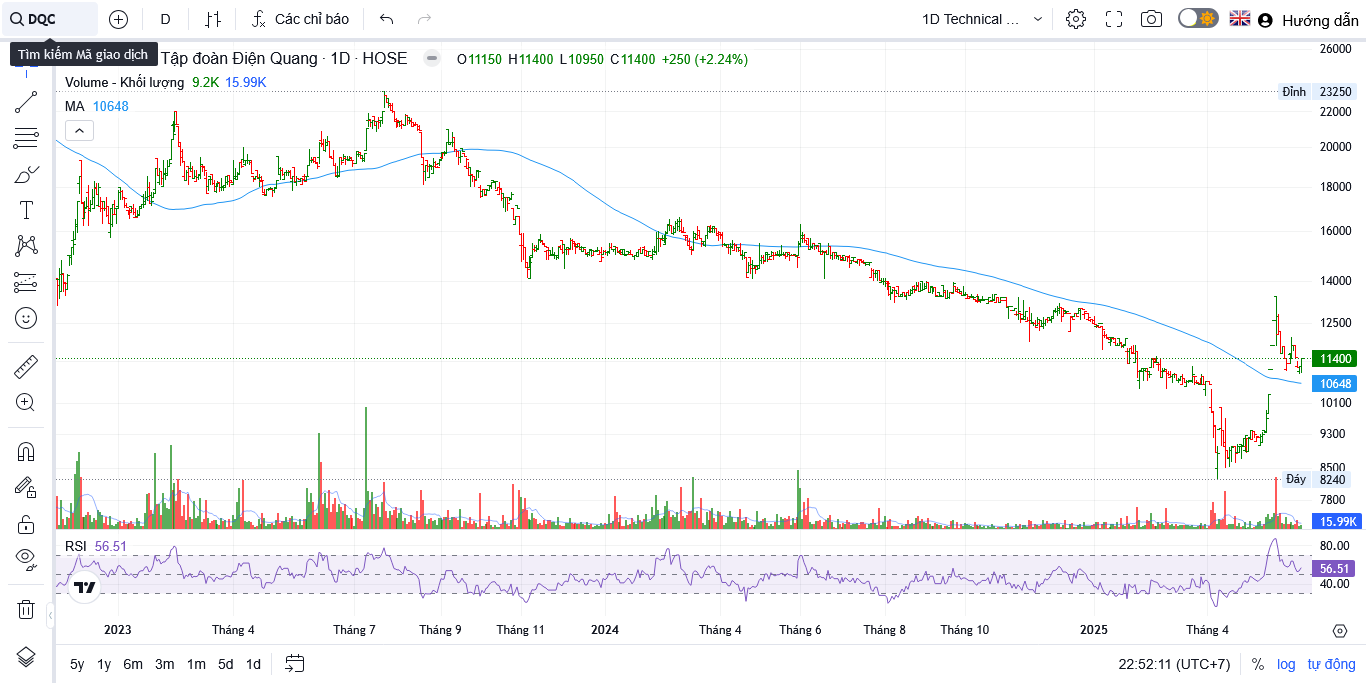 DQC
D
Các chỉ báo
1D Technical ...
Hướng dẫn
Tìm kiếm Mã giao dịch
Tập đoàn Điện Quang · 1D · HOSE
O11150 H11400 L10950 C11400 +250 (+2.24%)
Volume - Khối lượng 9.2K 15.99K
MA 10648
26000
Đỉnh 23250
22000
20000
18000
16000
14000
12500
11400
10648
10100
9300
8500
Đáy 8240
7800
15.99K
RSI 56.51
80.00
56.51
40.00
2023 Tháng 4 Tháng 7 Tháng 9 Tháng 11 2024 Tháng 4 Tháng 6 Tháng 8 Tháng 10 2025 Tháng 4
5y 1y 6m 3m 1m 5d 1d
22:52:11 (UTC+7) % log tự động